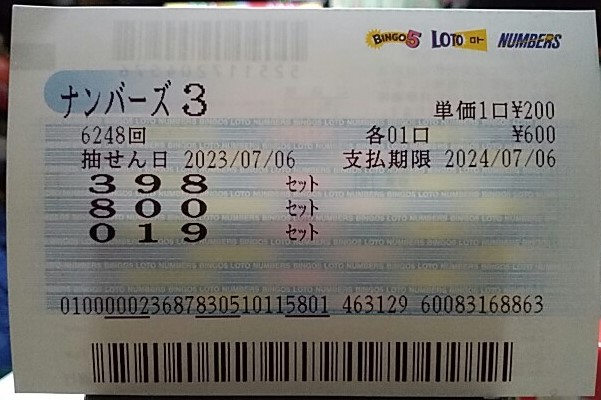 BINGO5 LOTO NUMBERS
ナンバーズ3 単価1口¥200
6248回 各01口 ¥600
抽せん日 2023/07/06 支払期限 2024/07/06
398 セット
800 セット
019 セット
010000023687830510115801 463129 60083168863